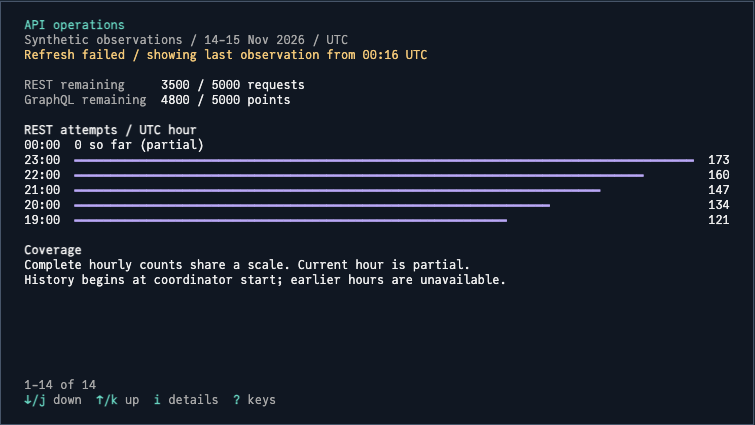 API operations
Synthetic observations / 14–15 Nov 2026 / UTC
Refresh failed / showing last observation from 00:16 UTC
REST remaining 3500 / 5000 requests
GraphQL remaining 4800 / 5000 points
REST attempts / UTC hour
00:00 0 so far (partial)
23:00 173
22:00 160
21:00 147
20:00 134
19:00 121
Coverage
Complete hourly counts share a scale. Current hour is partial.
History begins at coordinator start; earlier hours are unavailable.
1–14 of 14
↓/j down ↑/k up i details ? keys